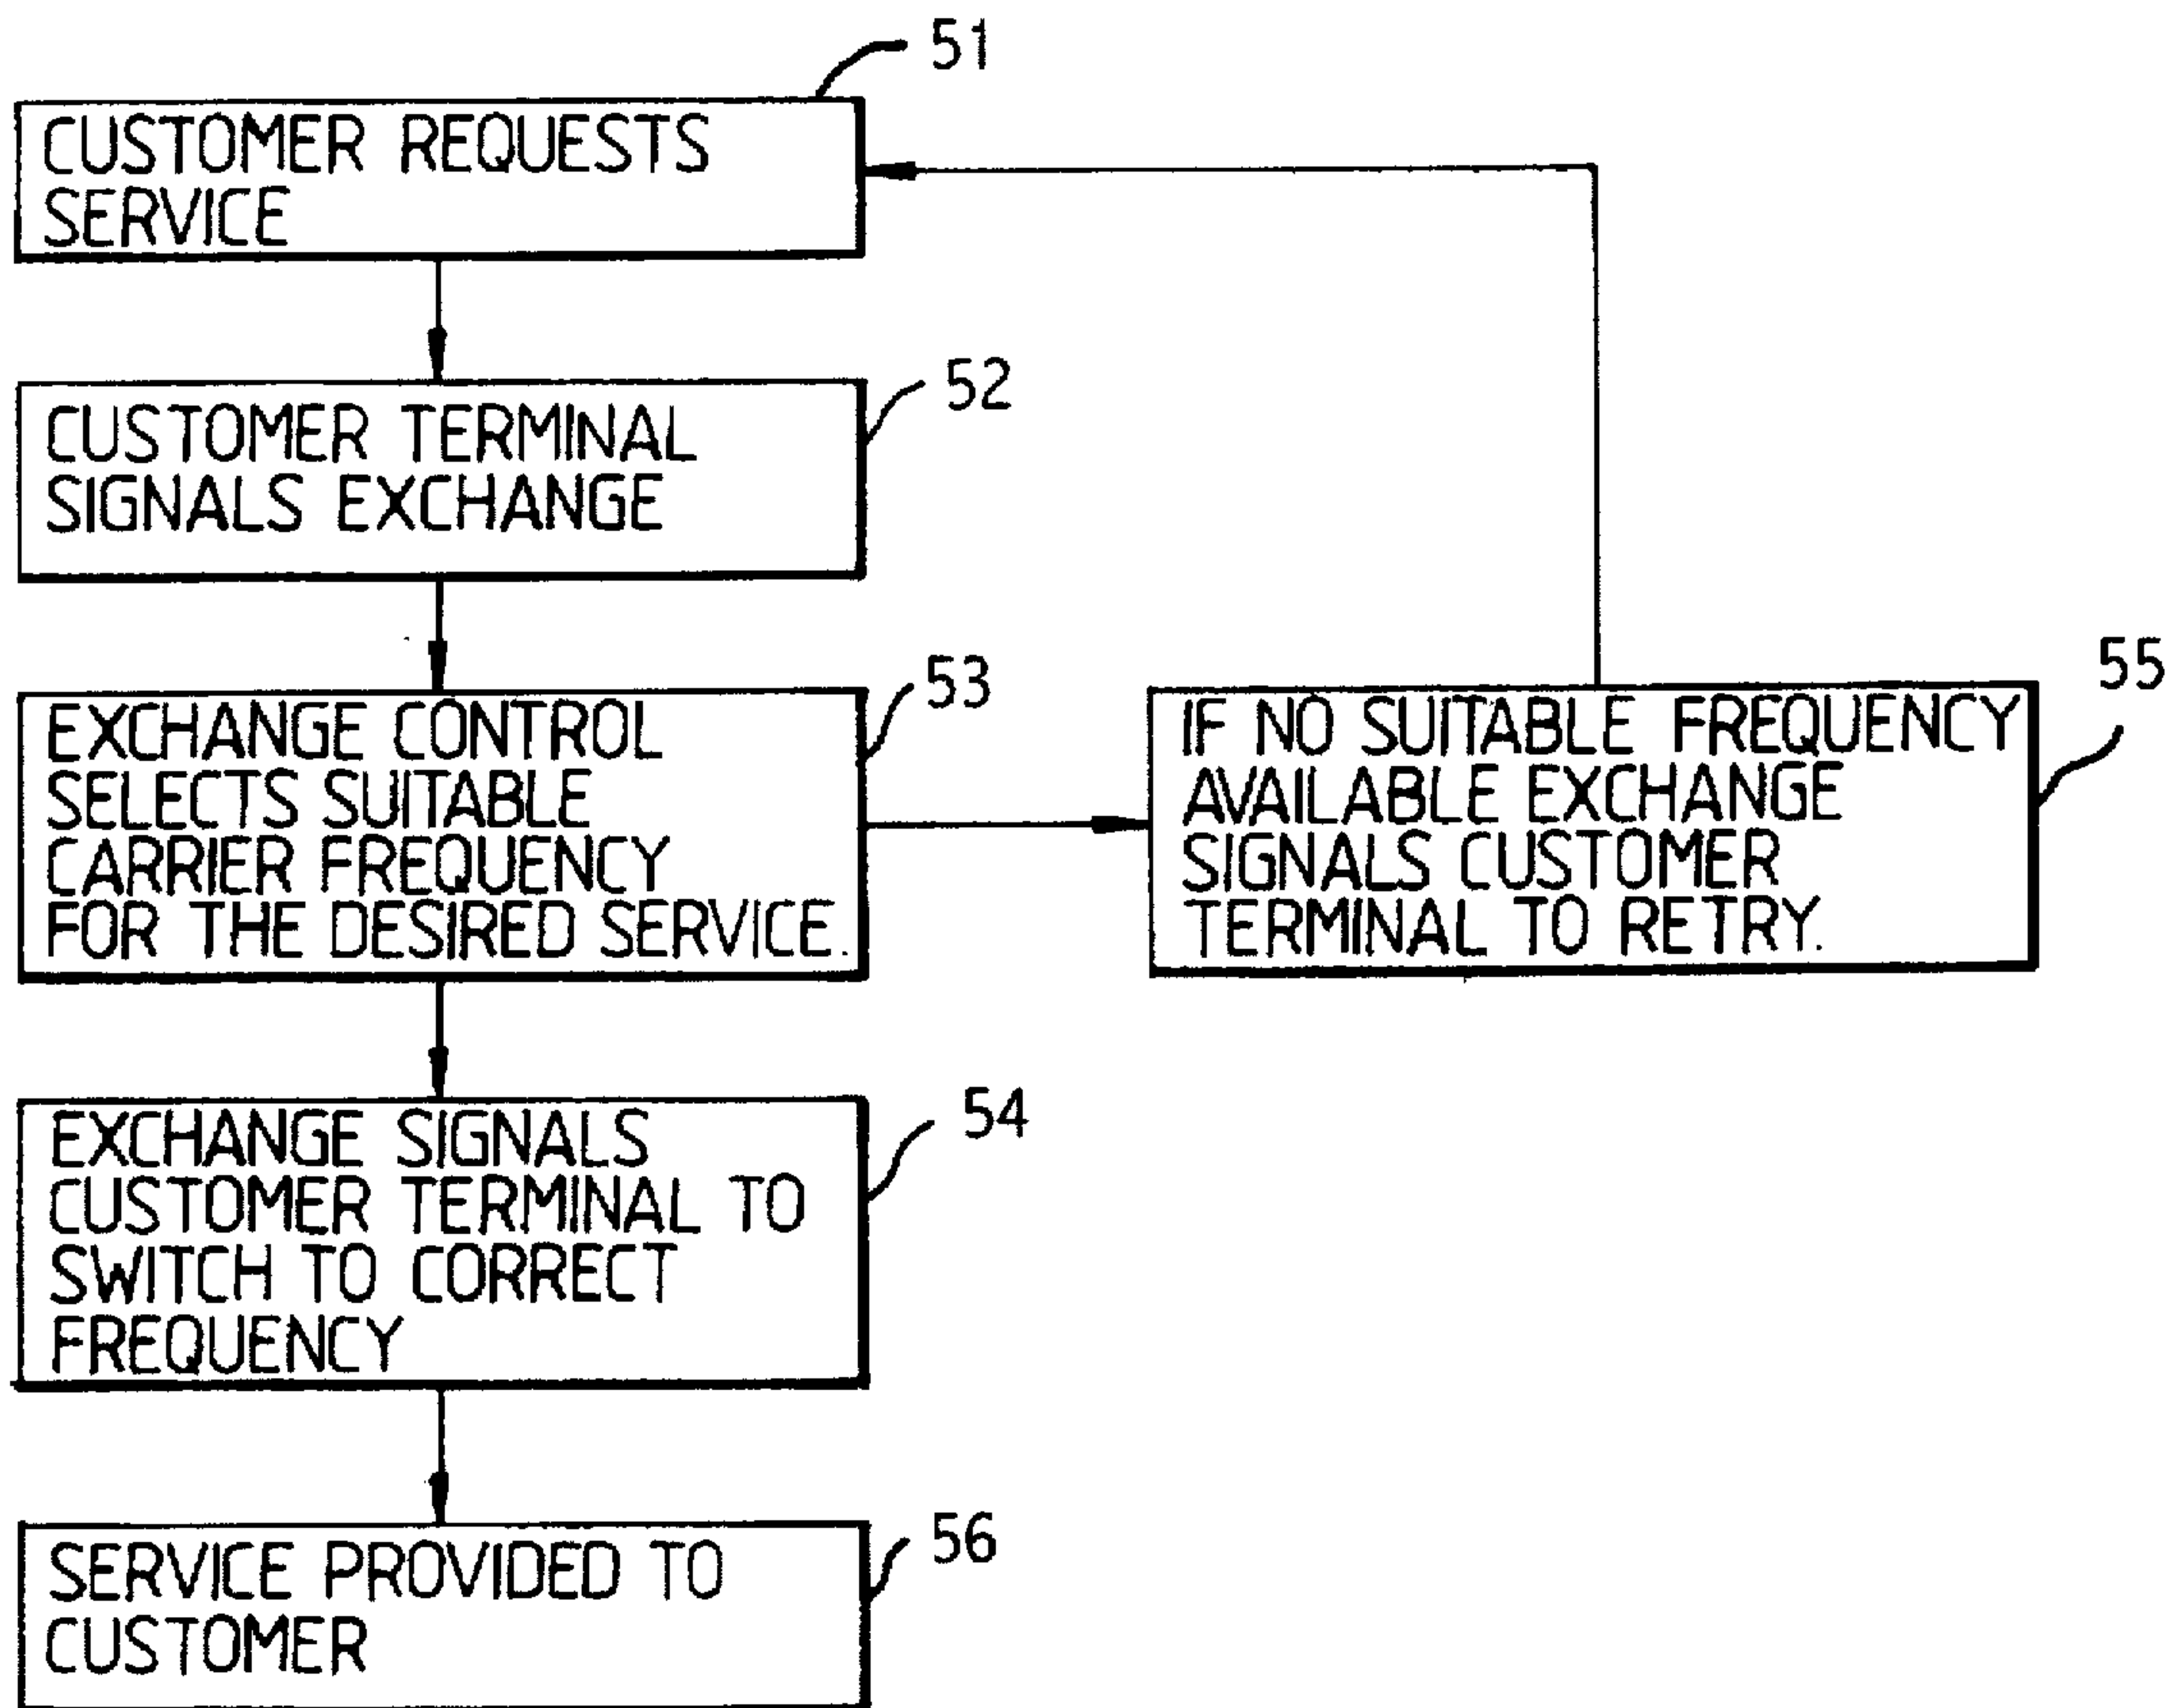 51
CUSTOMER REQUESTS
SERVICE
52
CUSTOMER TERMINAL
SIGNALS EXCHANGE
53
EXCHANGE CONTROL
SELECTS SUITABLE
CARRIER FREQUENCY
FOR THE DESIRED SERVICE.
55
IF NO SUITABLE FREQUENCY
AVAILABLE EXCHANGE
SIGNALS CUSTOMER
TERMINAL TO RETRY.
54
EXCHANGE SIGNALS
CUSTOMER TERMINAL TO
SWITCH TO CORRECT
FREQUENCY
56
SERVICE PROVIDED TO
CUSTOMER